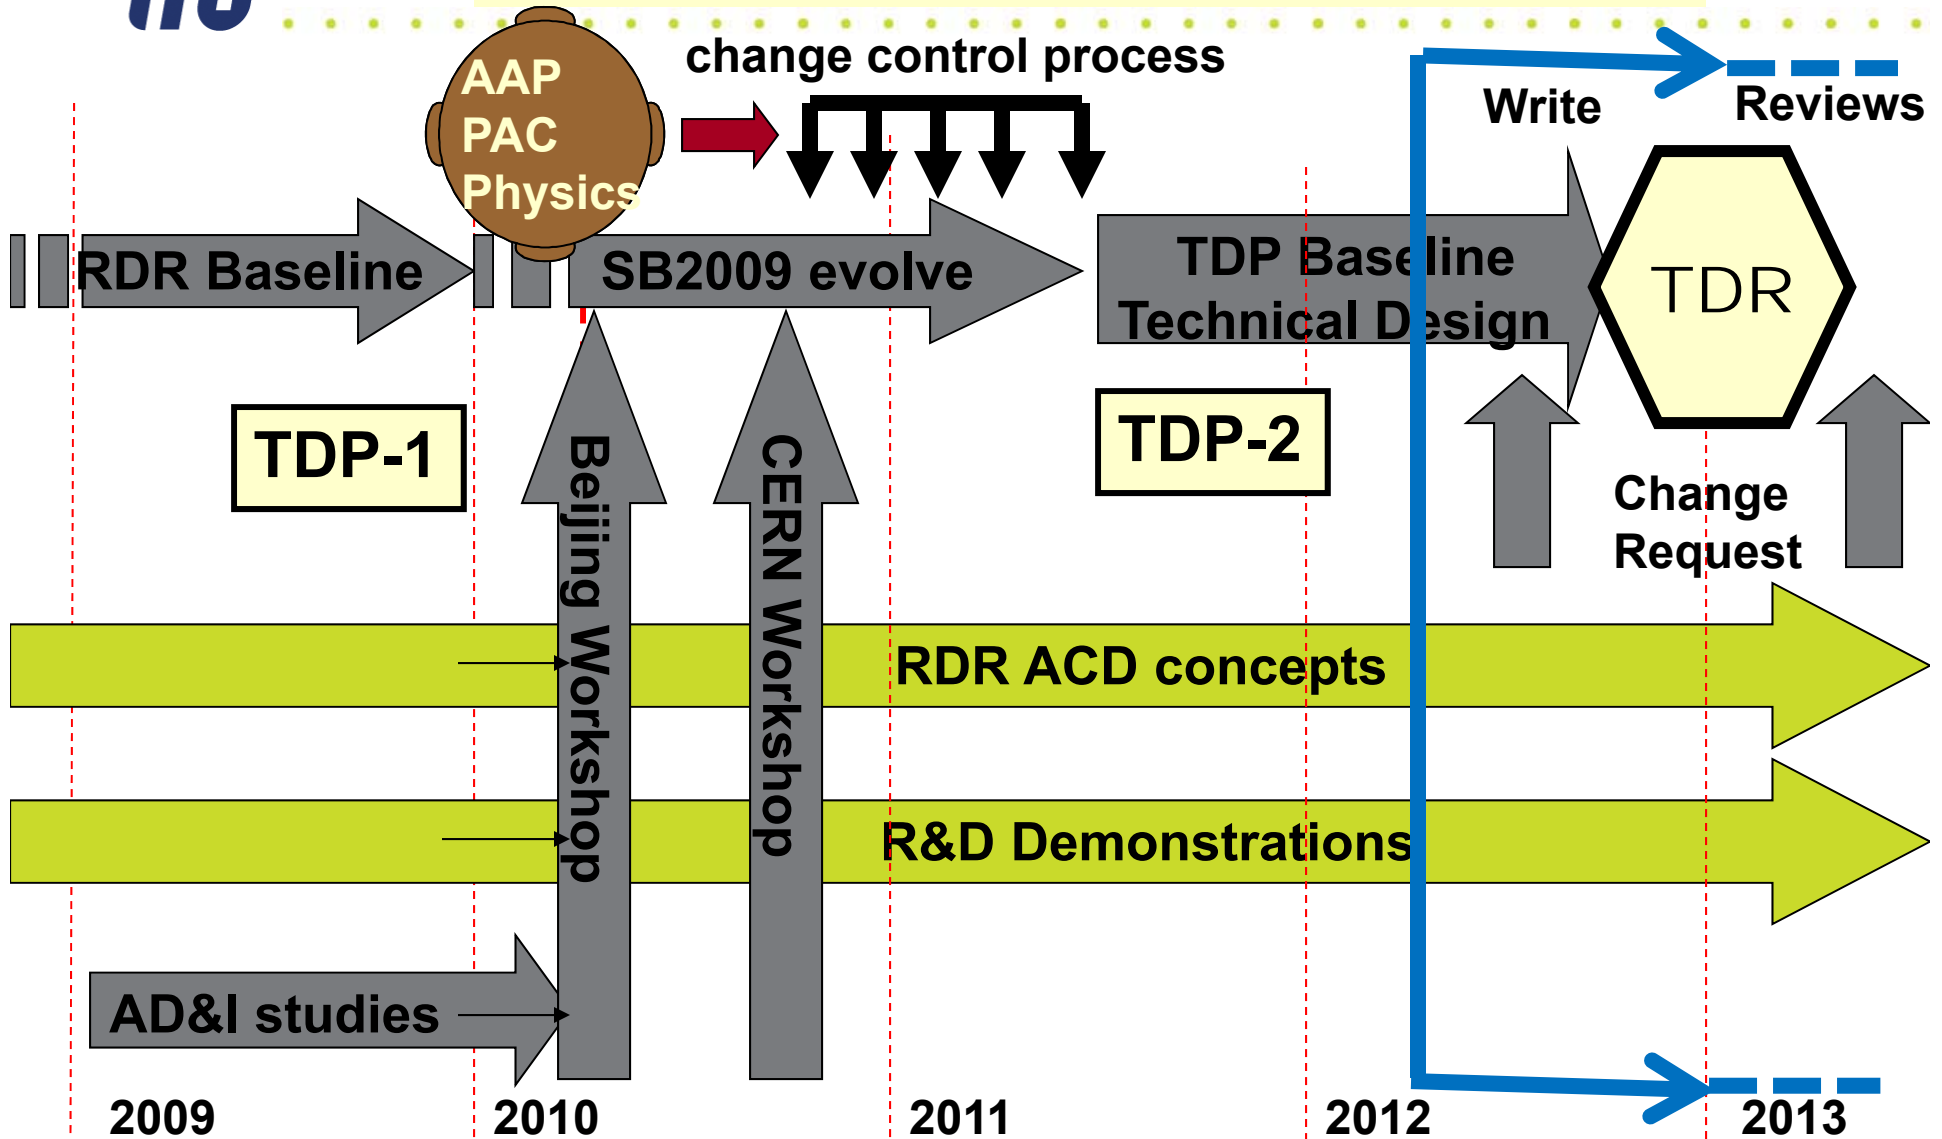 change control process
AAP
PAC
Physics
Write
Reviews
RDR Baseline
SB2009 evolve
TDP Baseline
Technical Design
TDR
TDP-1
TDP-2
Beijing Workshop
CERN Workshop
Change
Request
RDR ACD concepts
R&D Demonstrations
AD&I studies
2009
2010
2011
2012
2013